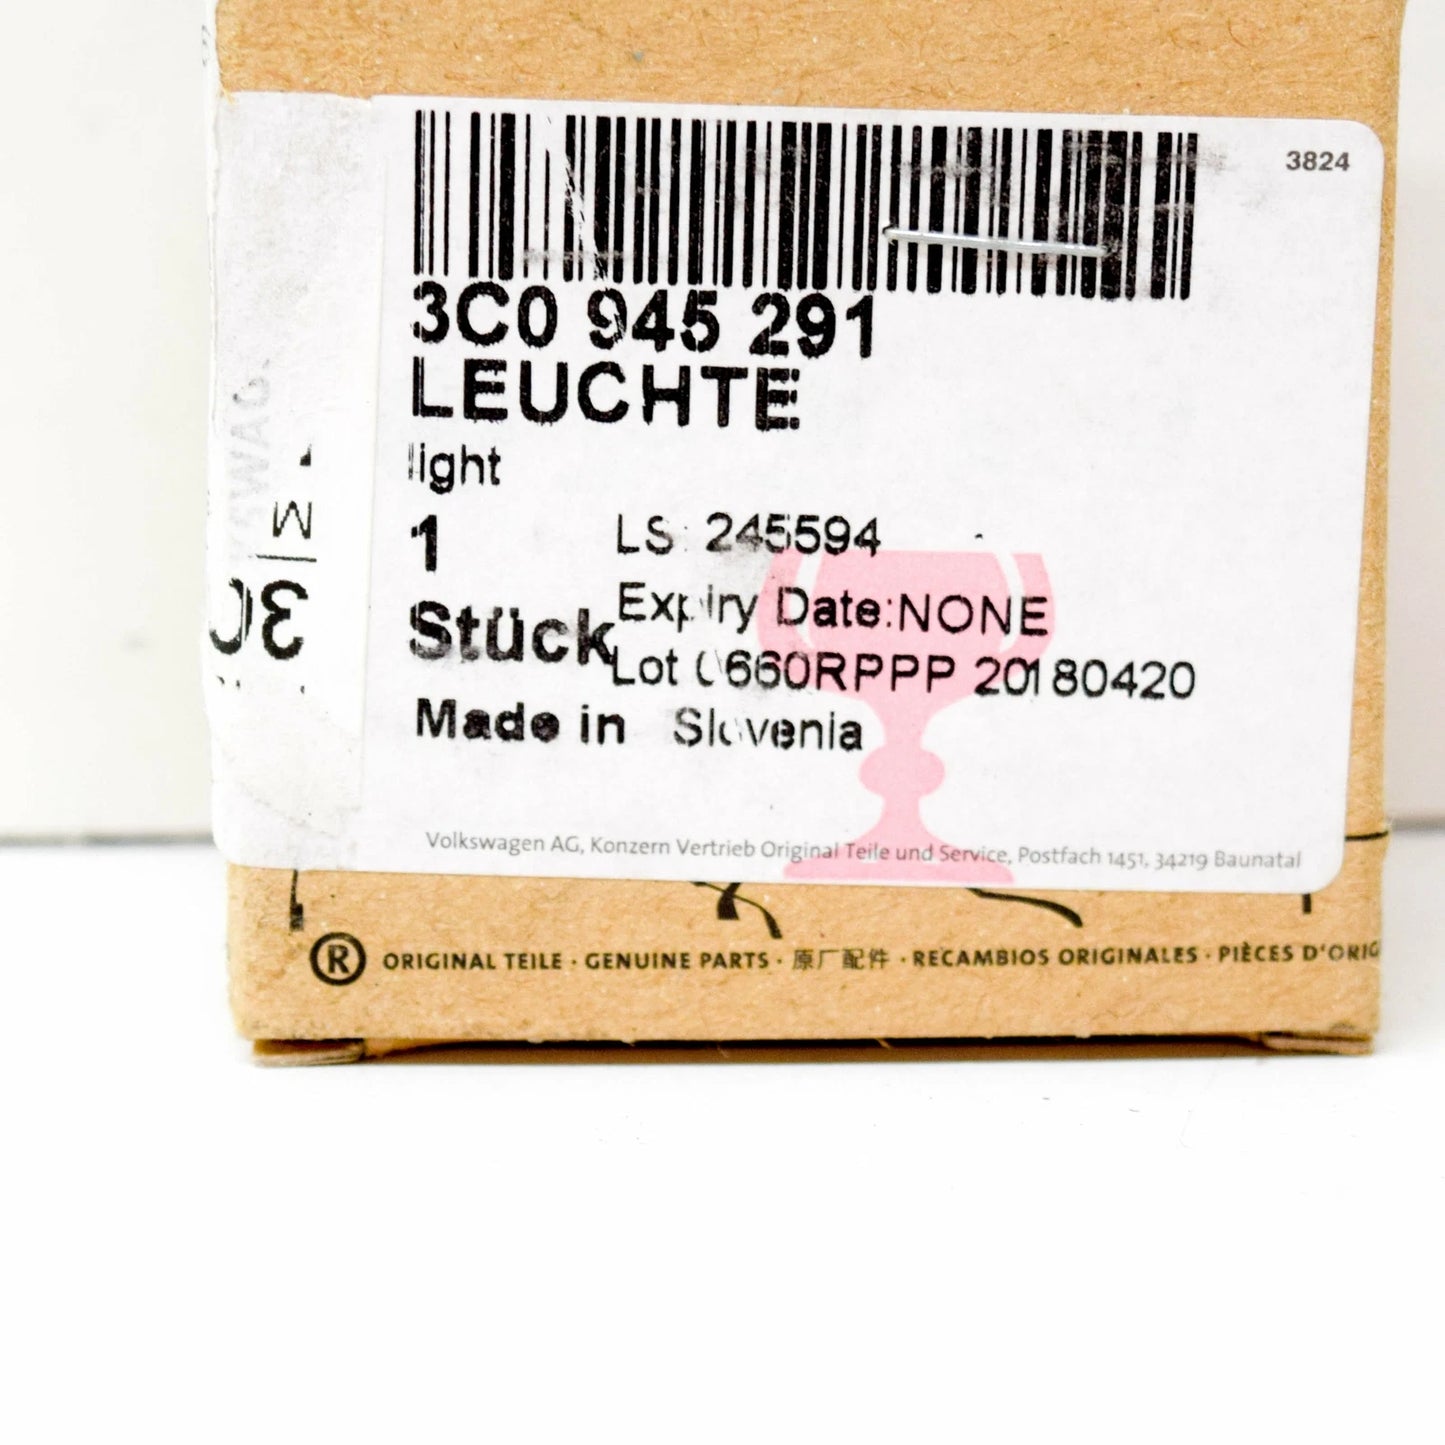 3824
3C0 945 291
LEUCHTE
light
1
LS: 245594
Stück
Expiry Date:NONE
Lot 0660RPPP 20180420
Made in Slovenia
Volkswagen AG, Konzern Vertrieb Original Teile und Service, Postfach 1451, 34219 Baunatal
® ORIGINAL TEILE · GENUINE PARTS · 原厂配件 · RECAMBIOS ORIGINALES · PIÈCES D'ORIG